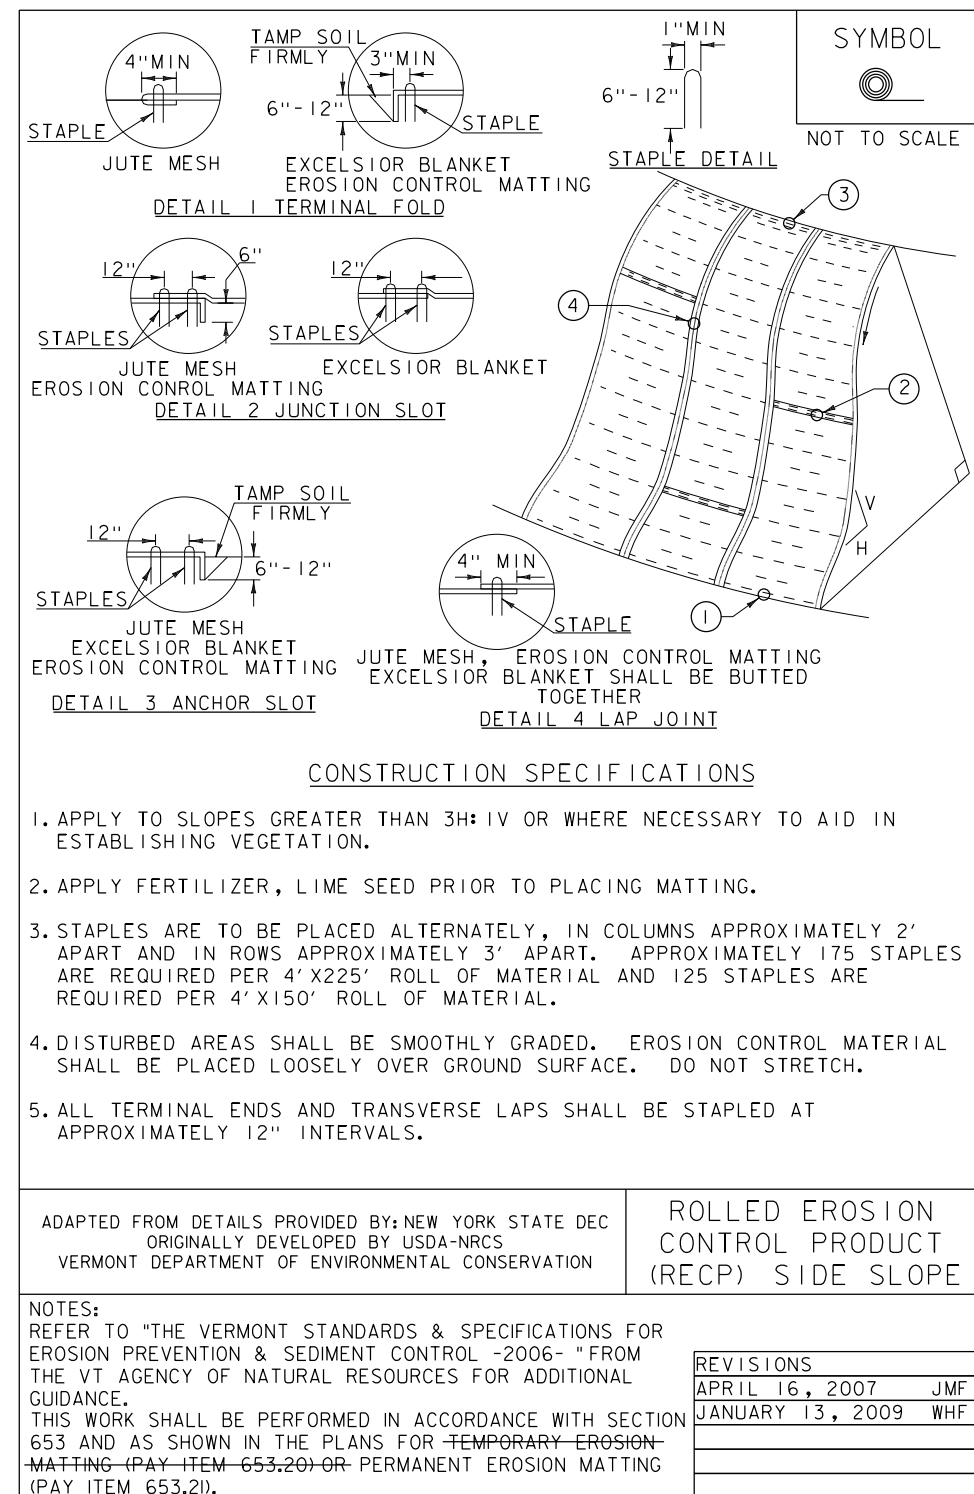 4"MIN
STAPLE
JUTE MESH
TAMP SOIL
FIRMLY
3"MIN
6"-12"
STAPLE
EXCELSIOR BLANKET
EROSION CONTROL MATTING
DETAIL 1 TERMINAL FOLD
1"MIN
6"-12"
STAPLE DETAIL
SYMBOL
NOT TO SCALE
12"
6"
STAPLES
JUTE MESH
EROSION CONROL MATTING
12"
STAPLES
EXCELSIOR BLANKET
DETAIL 2 JUNCTION SLOT
3
4
2
V
H
1
TAMP SOIL
FIRMLY
12"
6"-12"
STAPLES
JUTE MESH
EXCELSIOR BLANKET
EROSION CONTROL MATTING
DETAIL 3 ANCHOR SLOT
4" MIN
STAPLE
JUTE MESH, EROSION CONTROL MATTING
EXCELSIOR BLANKET SHALL BE BUTTED
TOGETHER
DETAIL 4 LAP JOINT
CONSTRUCTION SPECIFICATIONS
1. APPLY TO SLOPES GREATER THAN 3H:1V OR WHERE NECESSARY TO AID IN
ESTABLISHING VEGETATION.
2. APPLY FERTILIZER, LIME SEED PRIOR TO PLACING MATTING.
3. STAPLES ARE TO BE PLACED ALTERNATELY, IN COLUMNS APPROXIMATELY 2'
APART AND IN ROWS APPROXIMATELY 3' APART. APPROXIMATELY 175 STAPLES
ARE REQUIRED PER 4'X225' ROLL OF MATERIAL AND 125 STAPLES ARE
REQUIRED PER 4'X150' ROLL OF MATERIAL.
4. DISTURBED AREAS SHALL BE SMOOTHLY GRADED. EROSION CONTROL MATERIAL
SHALL BE PLACED LOOSELY OVER GROUND SURFACE. DO NOT STRETCH.
5. ALL TERMINAL ENDS AND TRANSVERSE LAPS SHALL BE STAPLED AT
APPROXIMATELY 12" INTERVALS.
ADAPTED FROM DETAILS PROVIDED BY: NEW YORK STATE DEC
ORIGINALLY DEVELOPED BY USDA-NRCS
VERMONT DEPARTMENT OF ENVIRONMENTAL CONSERVATION
ROLLED EROSION
CONTROL PRODUCT
(RECP) SIDE SLOPE
NOTES:
REFER TO "THE VERMONT STANDARDS & SPECIFICATIONS FOR
EROSION PREVENTION & SEDIMENT CONTROL -2006- "FROM
THE VT AGENCY OF NATURAL RESOURCES FOR ADDITIONAL
GUIDANCE.
THIS WORK SHALL BE PERFORMED IN ACCORDANCE WITH SECTION
653 AND AS SHOWN IN THE PLANS FOR TEMPORARY EROSION
MATTING (PAY ITEM 653.20) OR PERMANENT EROSION MATTING
(PAY ITEM 653.21).
REVISIONS
APRIL 16, 2007 JMF
JANUARY 13, 2009 WHF